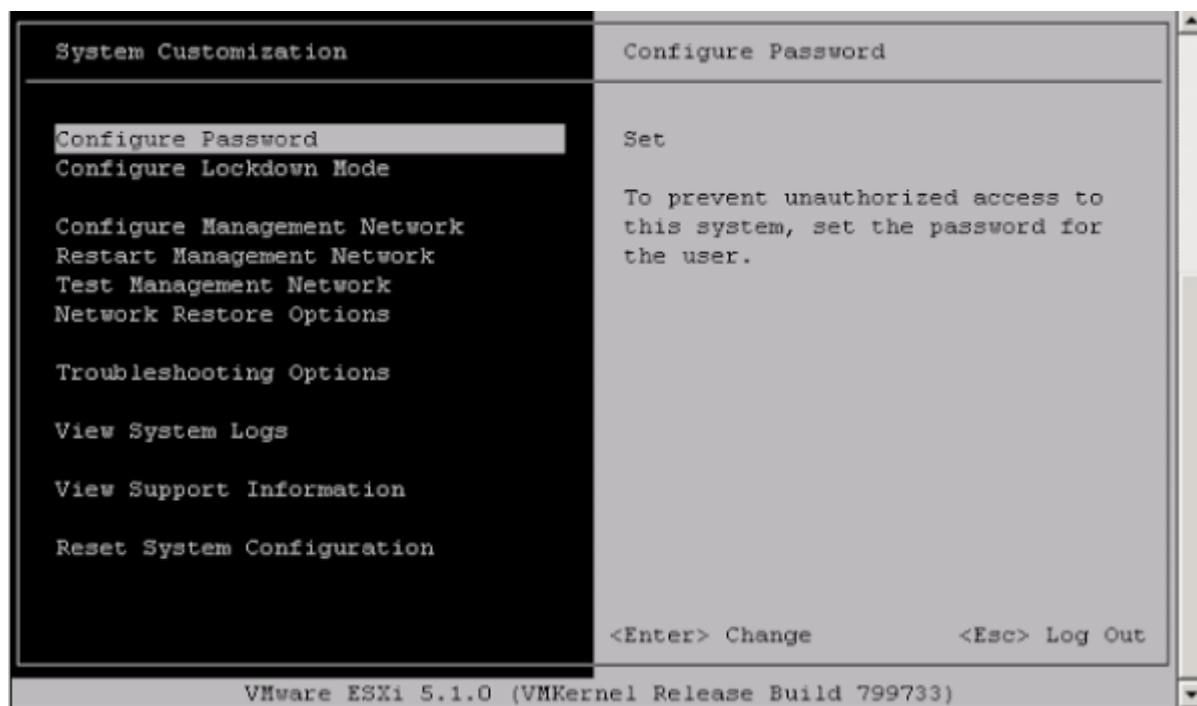 System Customization
Configure Password
Configure Password
Configure Lockdown Mode
Configure Management Network
Restart Management Network
Test Management Network
Network Restore Options
Troubleshooting Options
View System Logs
View Support Information
Reset System Configuration
Set
To prevent unauthorized access to
this system, set the password for
the user.
<Enter> Change
<Esc> Log Out
VMware ESXi 5.1.0 (VMKernel Release Build 799733)